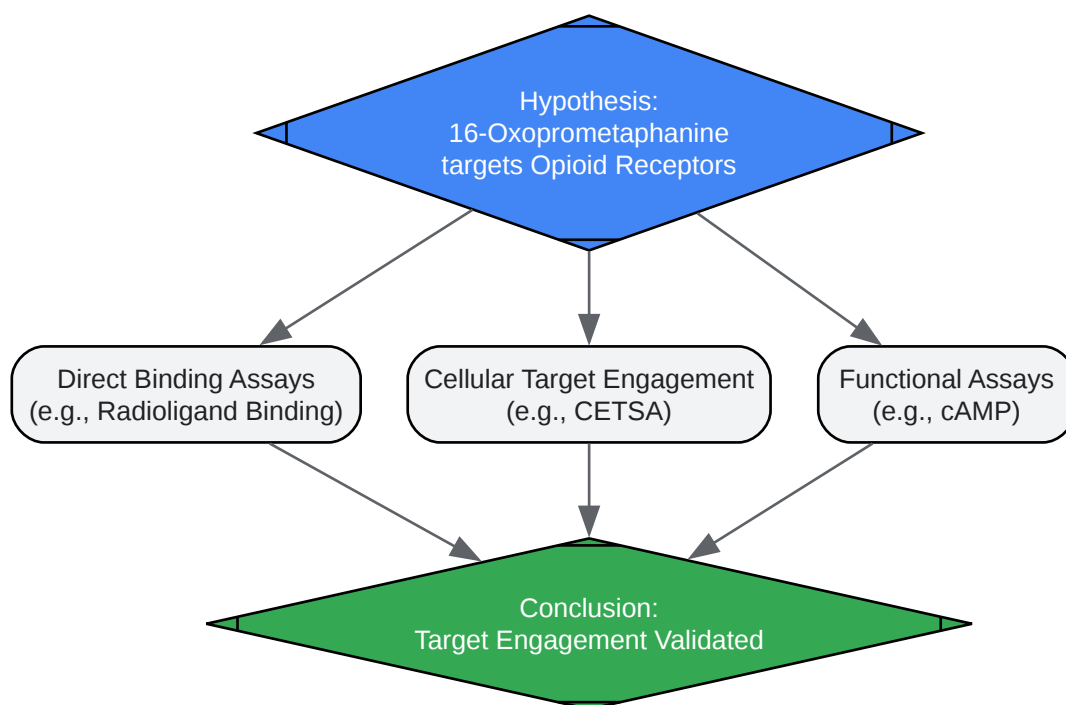 Hypothesis:
16-Oxoprometaphanine
targets Opioid Receptors
Direct Binding Assays
(e.g., Radioligand Binding)
Cellular Target Engagement
(e.g., CETSA)
Functional Assays
(e.g., cAMP)
Conclusion:
Target Engagement Validated